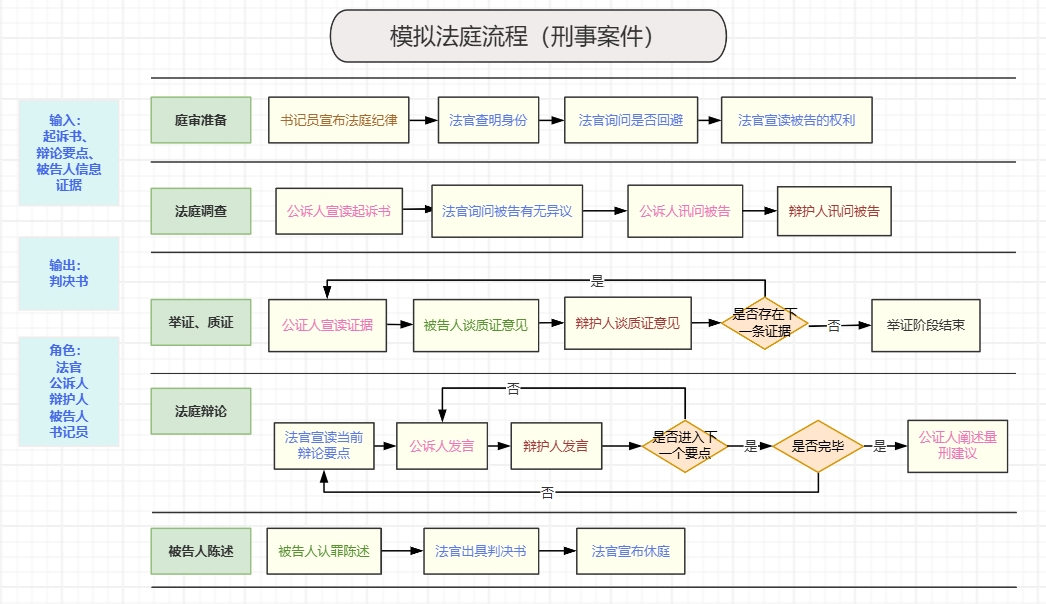 模拟法庭流程（刑事案件）
输入：
起诉书、
辩论要点、
被告人信息
证据
输出：
判决书
角色：
法官
公诉人
辩护人
被告人
书记员
庭审准备
书记员宣布法庭纪律
法官查明身份
法官询问是否回避
法官宣读被告的权利
法庭调查
公诉人宣读起诉书
法官询问被告有无异议
公诉人讯问被告
辩护人讯问被告
举证、质证
是
公证人宣读证据
被告人谈质证意见
辩护人谈质证意见
是否存在下
一条证据
否
举证阶段结束
法庭辩论
否
法官宣读当前
辩论要点
公诉人发言
辩护人发言
是否进入下
一个要点
是
是否完毕
是
公证人阐述量
刑建议
否
被告人陈述
被告人认罪陈述
法官出具判决书
法官宣布休庭